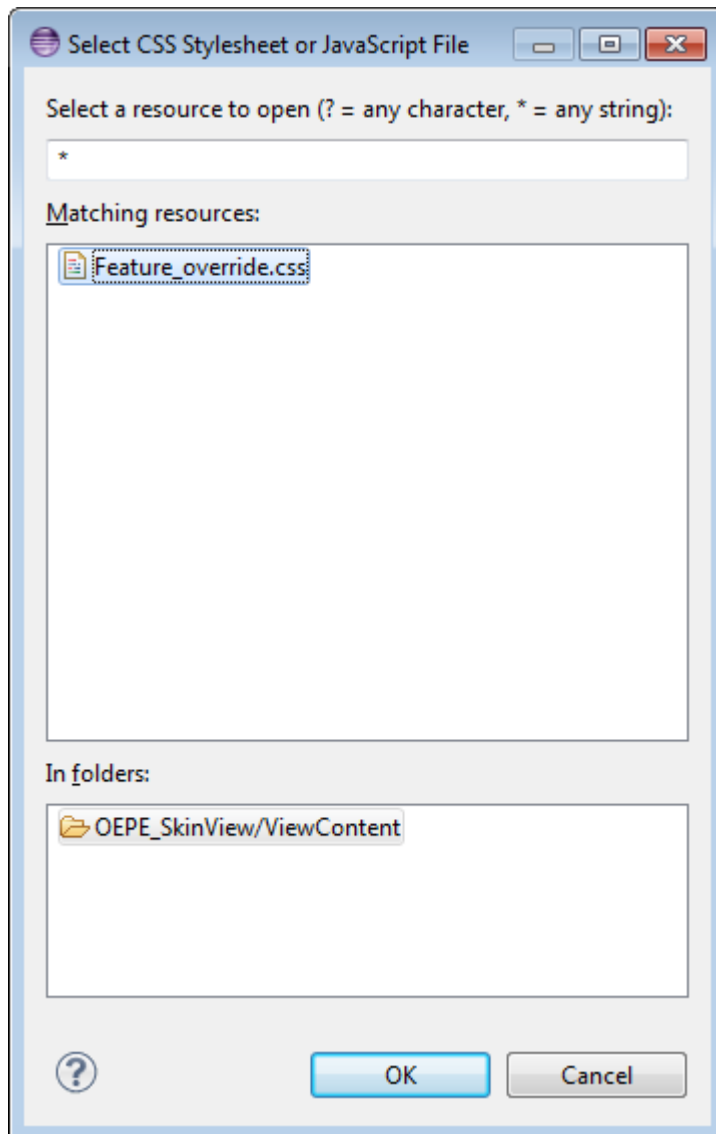 Select CSS Stylesheet or JavaScript File
Select a resource to open (? = any character, * = any string):
*
Matching resources:
Feature_override.css
In folders:
OEPE_SkinView/ViewContent
?
OK
Cancel